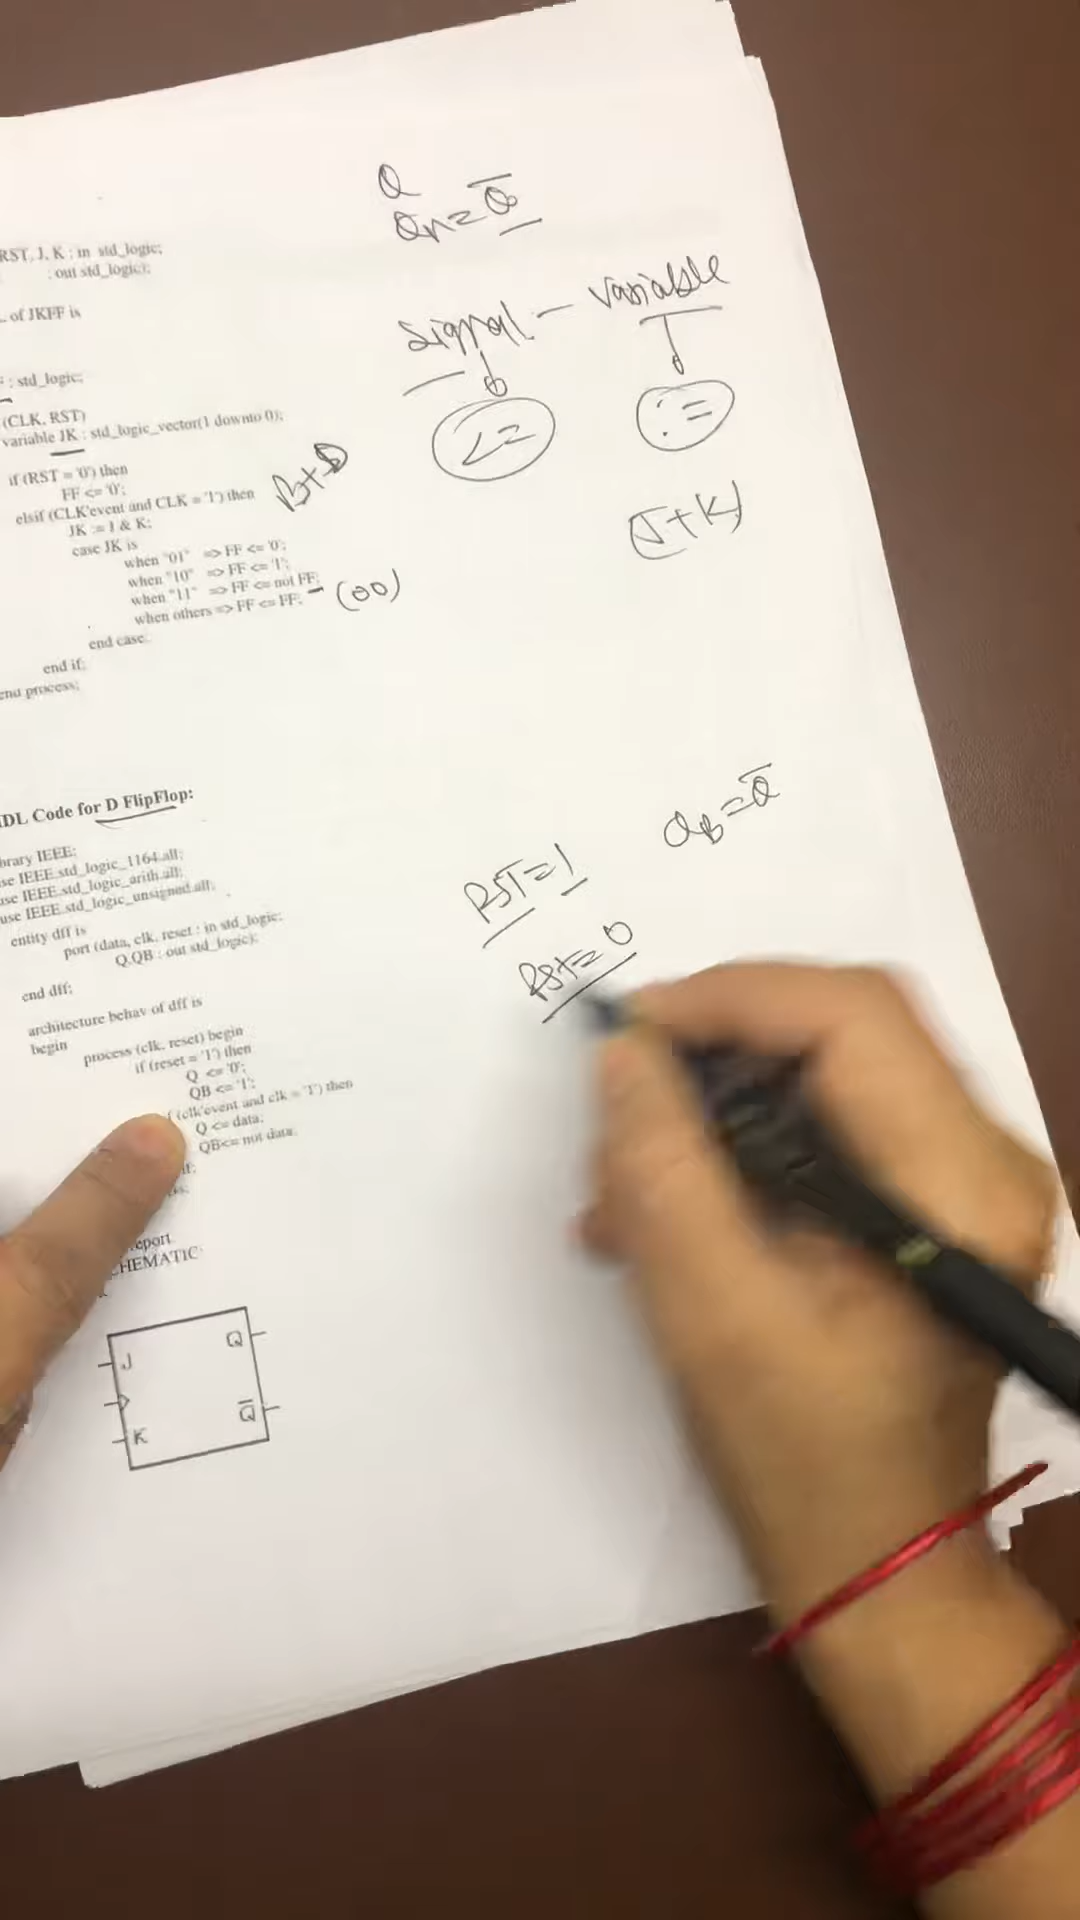 Q
Qn = Q̅
RST, J, K : in std_logic;
: out std_logic);
of JKFF is
signal – variable
: std_logic;
<= :=
(CLK, RST)
variable JK : std_logic_vector(1 downto 0);
if (RST = '0') then
FF <= '0';
elsif (CLK'event and CLK = '1') then
JK := J & K;
(J+K)
case JK is
when "01" => FF <= '0';
when "10" => FF <= '1';
when "11" => FF <= not FF;
when others => FF <= FF; (00)
end case;
end if;
end process;
DL Code for D FlipFlop:
QB = Q̅
brary IEEE;
se IEEE.std_logic_1164.all;
use IEEE.std_logic_arith.all;
use IEEE.std_logic_unsigned.all;
RST = 1
entity dff is
port (data, clk, reset : in std_logic;
Q,QB : out std_logic);
RST = 0
end dff;
architecture behav of dff is
begin
process (clk, reset) begin
if (reset = '1') then
Q <= '0';
QB <= '1';
f (clk'event and clk = '1') then
Q <= data;
QB<= not data;
if;
eport
HEMATIC
J Q
K Q̅